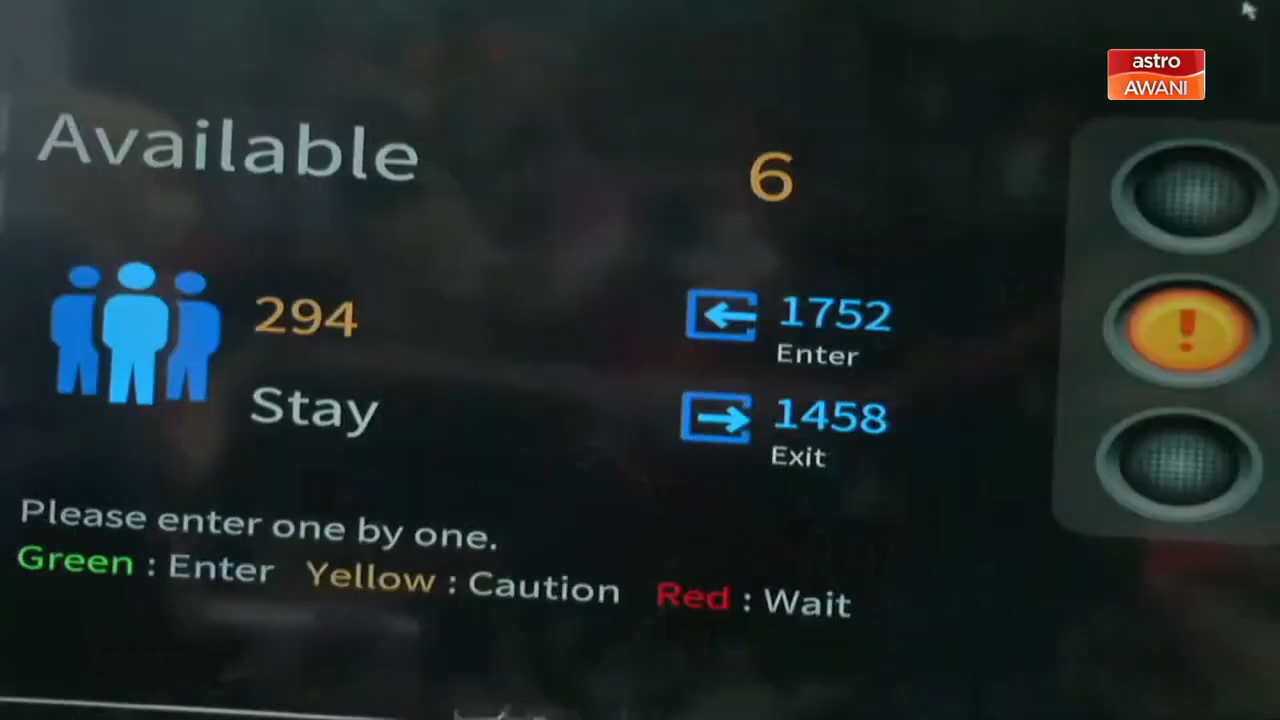 astro
AWANI
Available
6
294
Stay
1752
Enter
1458
Exit
Please enter one by one.
Green : Enter Yellow : Caution Red : Wait